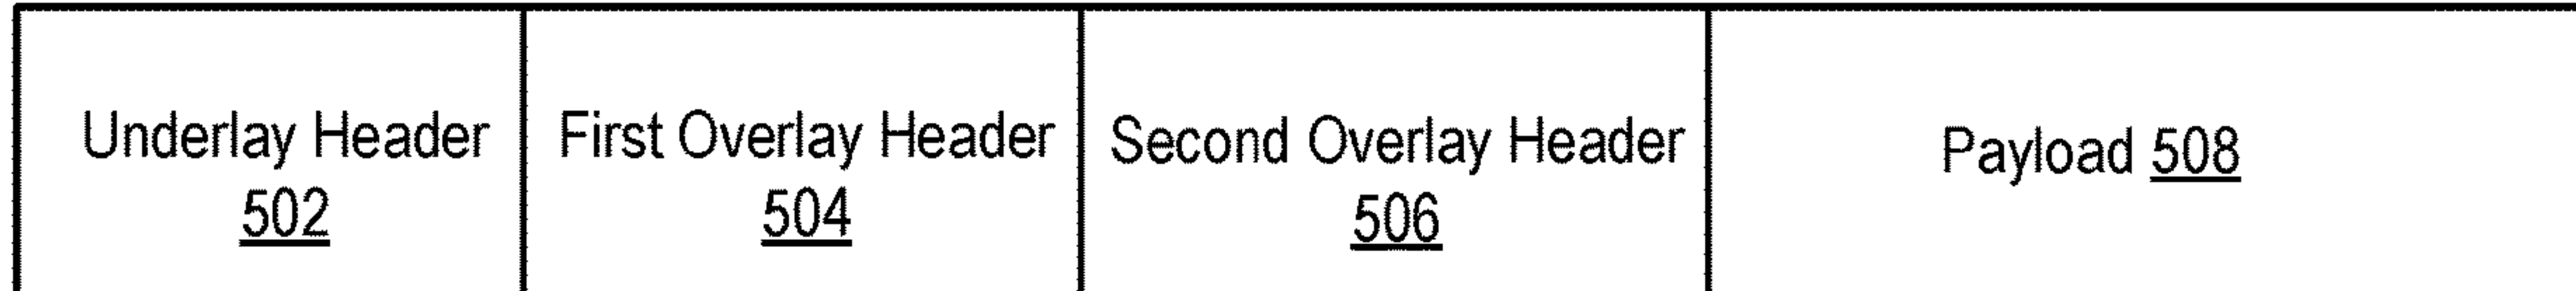 Underlay Header
502
First Overlay Header
504
Second Overlay Header
506
Payload 508